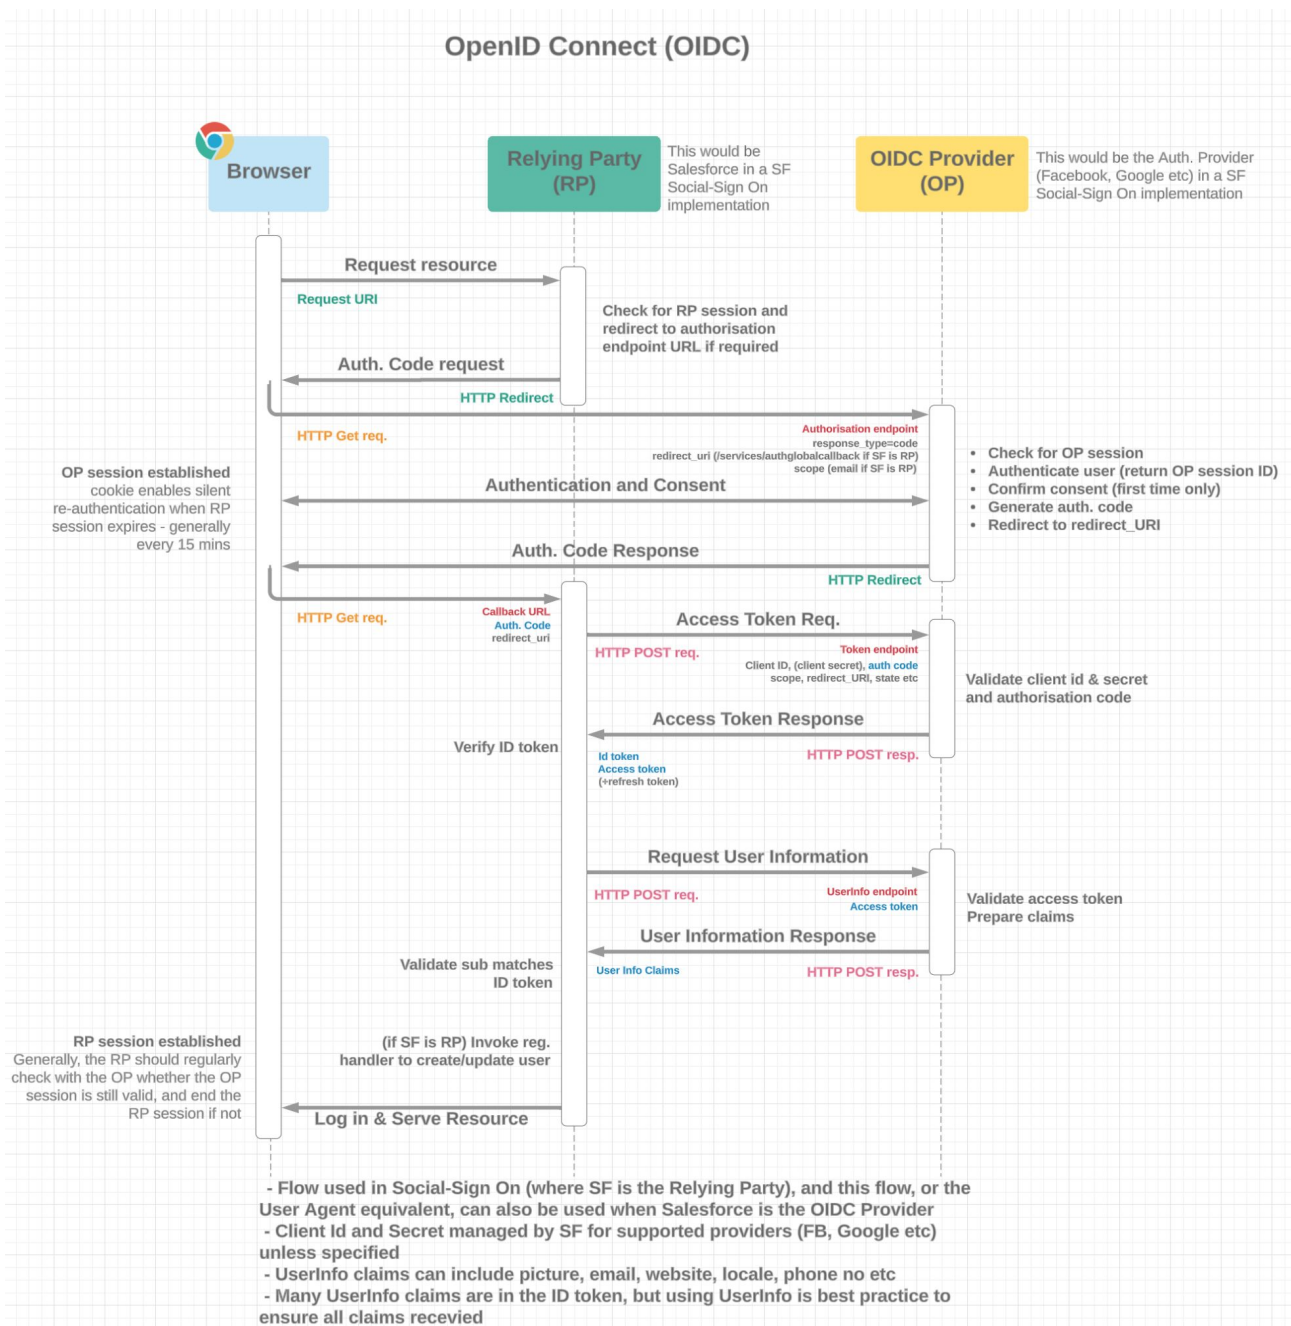 OpenID Connect (OIDC)
Browser
Relying Party
(RP)
This would be
Salesforce in a SF
Social-Sign On
implementation
OIDC Provider
(OP)
This would be the Auth. Provider
(Facebook, Google etc) in a SF
Social-Sign On implementation
Request resource
Request URI
Check for RP session and
redirect to authorisation
endpoint URL if required
Auth. Code request
HTTP Redirect
HTTP Get req.
Authorisation endpoint
response_type=code
redirect_uri (/services/authglobalcallback if SF is RP)
scope (email if SF is RP)
• Check for OP session
• Authenticate user (return OP session ID)
• Confirm consent (first time only)
• Generate auth. code
• Redirect to redirect_URI
OP session established
cookie enables silent
re-authentication when RP
session expires - generally
every 15 mins
Authentication and Consent
Auth. Code Response
HTTP Redirect
HTTP Get req.
Callback URL
Auth. Code
redirect_uri
Access Token Req.
HTTP POST req.
Token endpoint
Client ID, (client secret), auth code
scope, redirect_URI, state etc
Validate client id & secret
and authorisation code
Access Token Response
Verify ID token
Id token
Access token
(+refresh token)
HTTP POST resp.
Request User Information
HTTP POST req.
UserInfo endpoint
Access token
Validate access token
Prepare claims
User Information Response
Validate sub matches
ID token
User Info Claims
HTTP POST resp.
RP session established
Generally, the RP should regularly
check with the OP whether the OP
session is still valid, and end the
RP session if not
(if SF is RP) Invoke reg.
handler to create/update user
Log in & Serve Resource
- Flow used in Social-Sign On (where SF is the Relying Party), and this flow, or the
User Agent equivalent, can also be used when Salesforce is the OIDC Provider
- Client Id and Secret managed by SF for supported providers (FB, Google etc)
unless specified
- UserInfo claims can include picture, email, website, locale, phone no etc
- Many UserInfo claims are in the ID token, but using UserInfo is best practice to
ensure all claims recevied